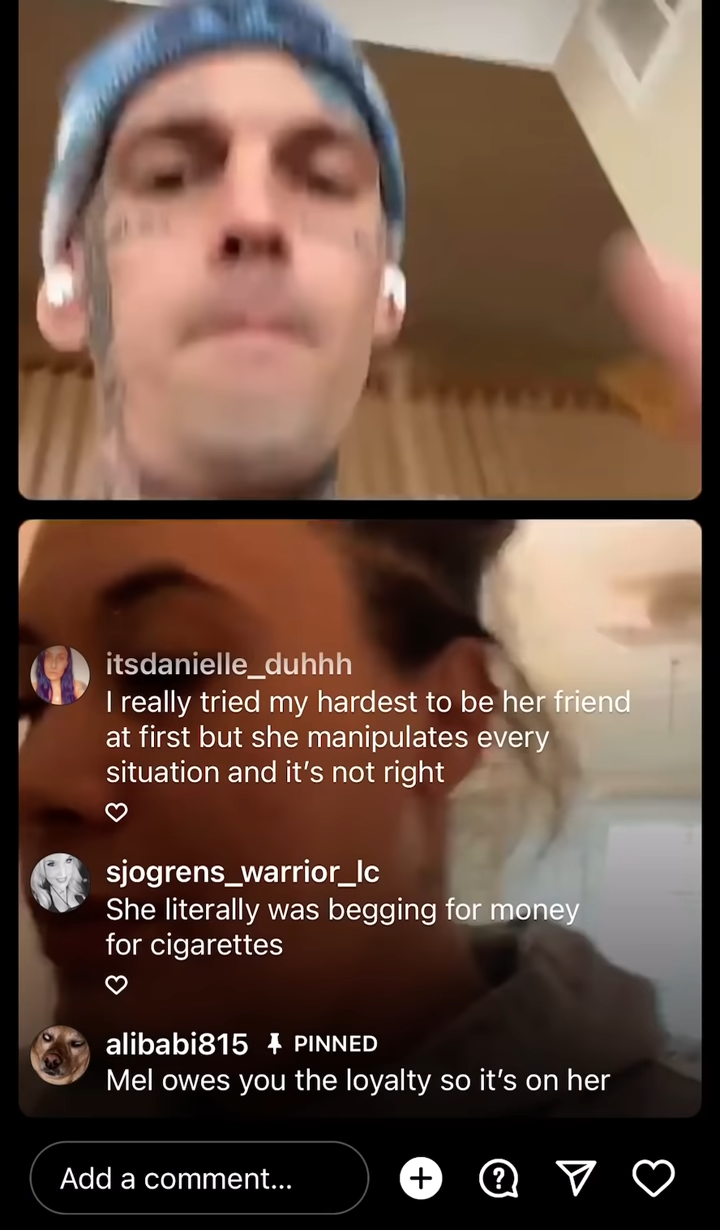 itsdanielle_duhhh
I really tried my hardest to be her friend
at first but she manipulates every
situation and it's not right
sjogrens_warrior_lc
She literally was begging for money
for cigarettes
alibabi815 PINNED
Mel owes you the loyalty so it's on her
Add a comment...